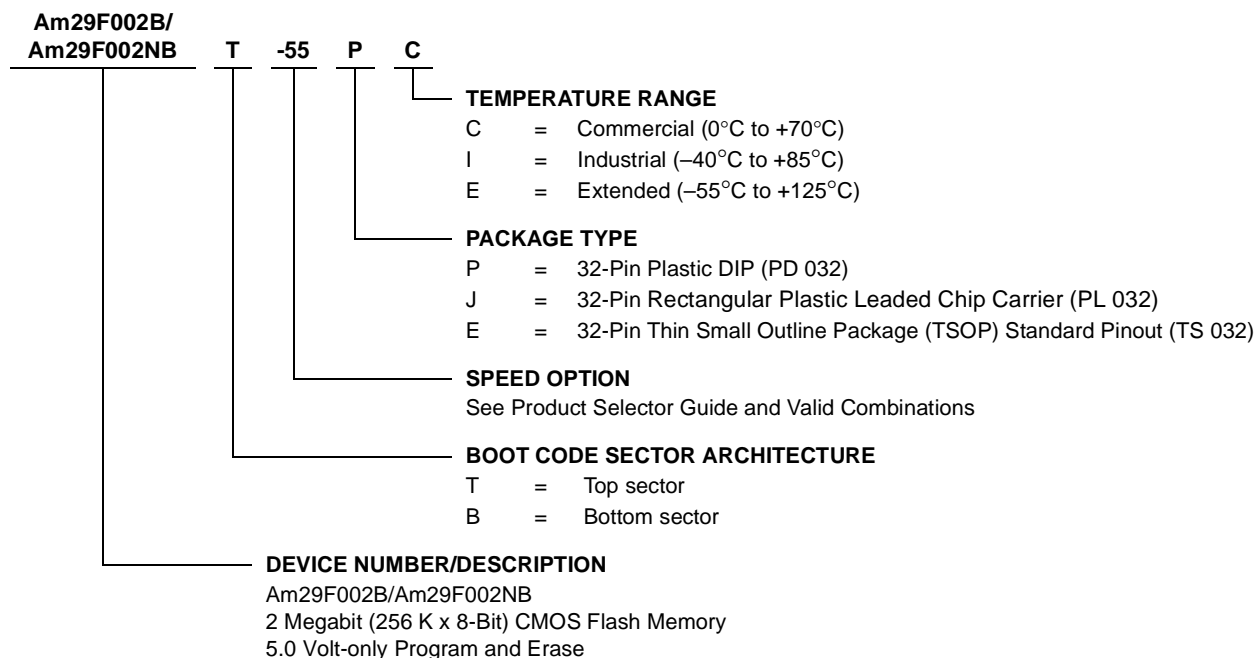 Am29F002B/
Am29F002NB T -55 P C
TEMPERATURE RANGE
C = Commercial (0°C to +70°C)
I = Industrial (–40°C to +85°C)
E = Extended (–55°C to +125°C)
PACKAGE TYPE
P = 32-Pin Plastic DIP (PD 032)
J = 32-Pin Rectangular Plastic Leaded Chip Carrier (PL 032)
E = 32-Pin Thin Small Outline Package (TSOP) Standard Pinout (TS 032)
SPEED OPTION
See Product Selector Guide and Valid Combinations
BOOT CODE SECTOR ARCHITECTURE
T = Top sector
B = Bottom sector
DEVICE NUMBER/DESCRIPTION
Am29F002B/Am29F002NB
2 Megabit (256 K x 8-Bit) CMOS Flash Memory
5.0 Volt-only Program and Erase